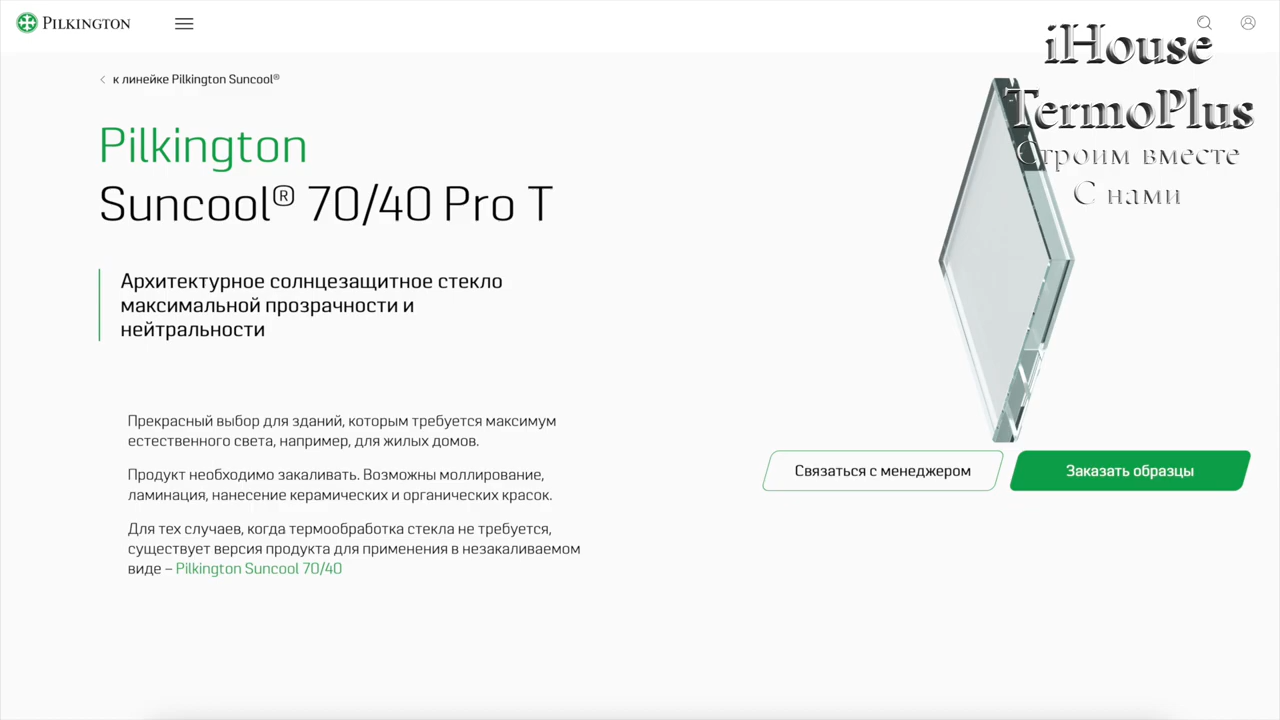 PILKINGTON
iHouse
TermoPlus
Строим вместе
С нами
к линейке Pilkington Suncool®
Pilkington
Suncool® 70/40 Pro T
Архитектурное солнцезащитное стекло
максимальной прозрачности и
нейтральности
Прекрасный выбор для зданий, которым требуется максимум
естественного света, например, для жилых домов.
Продукт необходимо закаливать. Возможны моллирование,
ламинация, нанесение керамических и органических красок.
Для тех случаев, когда термообработка стекла не требуется,
существует версия продукта для применения в незакаливаемом
виде – Pilkington Suncool 70/40
Связаться с менеджером
Заказать образцы